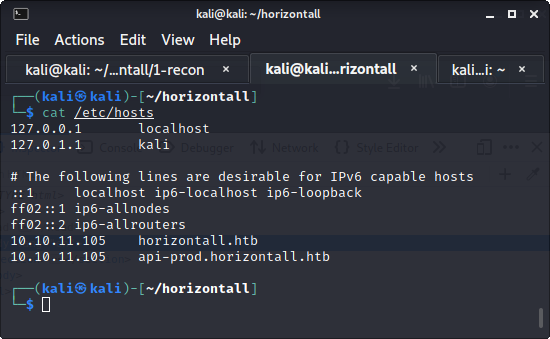 kali@kali: ~/horizontall
File Actions Edit View Help
kali@kali: ~/...ntall/1-recon × kali@kali...rizontall × kali...i: ~ ×
┌──(kali㉿kali)-[~/horizontall]
└─$ cat /etc/hosts
127.0.0.1 localhost
127.0.1.1 kali
# The following lines are desirable for IPv6 capable hosts
::1 localhost ip6-localhost ip6-loopback
ff02::1 ip6-allnodes
ff02::2 ip6-allrouters
10.10.11.105 horizontall.htb
10.10.11.105 api-prod.horizontall.htb
┌──(kali㉿kali)-[~/horizontall]
└─$